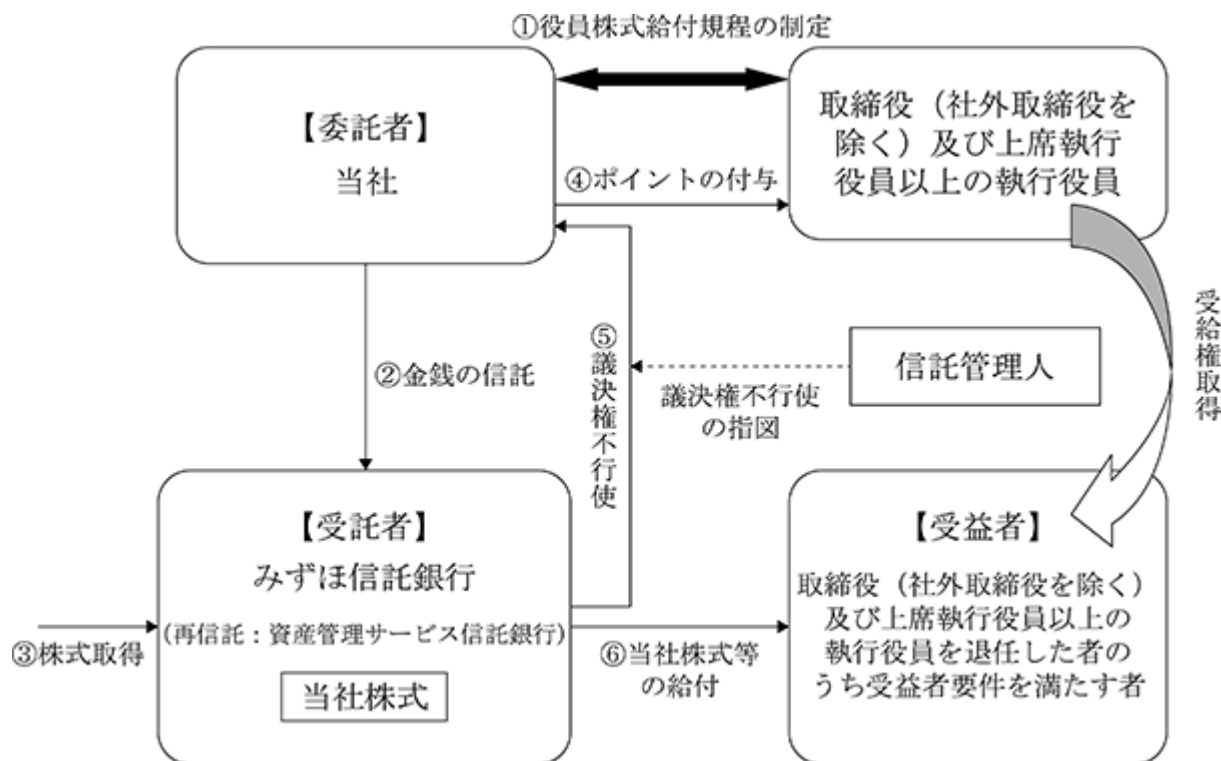 ①役員株式給付規程の制定
【委託者】
当社
取締役（社外取締役を
除く）及び上席執行
役員以上の執行役員
④ポイントの付与
②金銭の信託
⑤議決権不行使
議決権不行使
の指図
信託管理人
受給権取得
【受託者】
みずほ信託銀行
（再信託：資産管理サービス信託銀行）
当社株式
③株式取得
⑥当社株式等
の給付
【受益者】
取締役（社外取締役を除く）
及び上席執行役員以上の
執行役員を退任した者の
うち受益者要件を満たす者